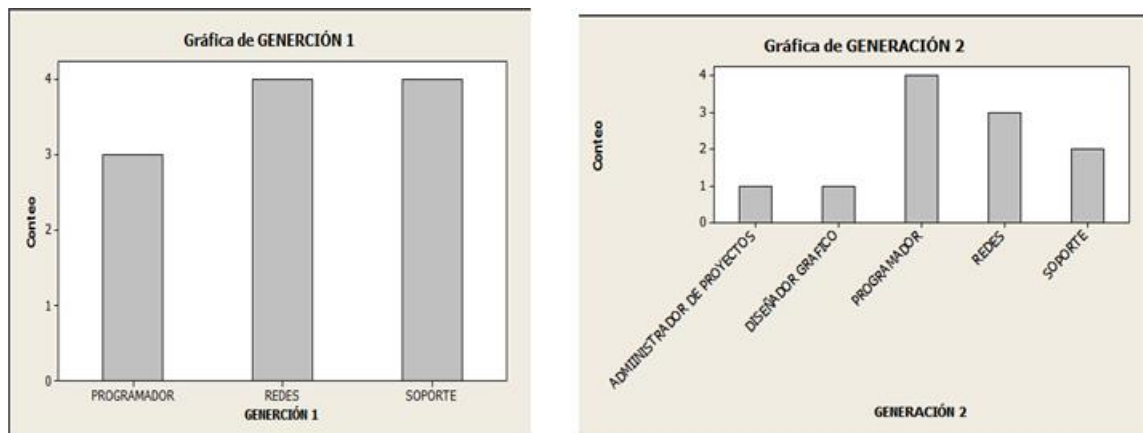 Gráfica de GENERCIÓN 1
Conteo
4
3
2
1
0
PROGRAMADOR REDES SOPORTE
GENERCIÓN 1
Gráfica de GENERACIÓN 2
Conteo
4
3
2
1
0
ADMIINISTRADOR DE PROYECTOS
DISEÑADOR GRAFICO
PROGRAMADOR
REDES
SOPORTE
GENERACIÓN 2